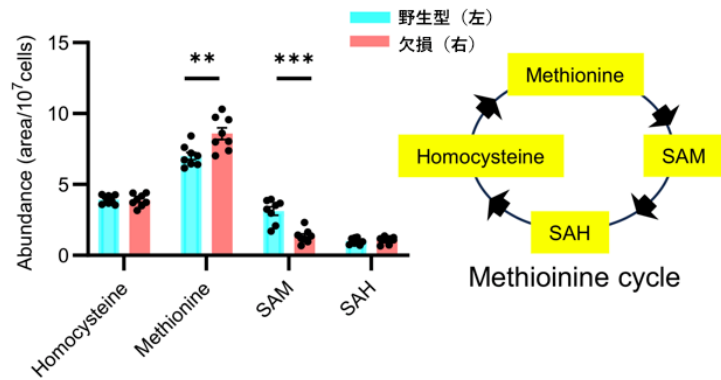 野生型（左）
欠損（右）
Abundance (area/10⁷cells)
15
10
5
0
**
***
Homocysteine
Methionine
SAM
SAH
Methionine
Homocysteine
SAM
SAH
Methioinine cycle